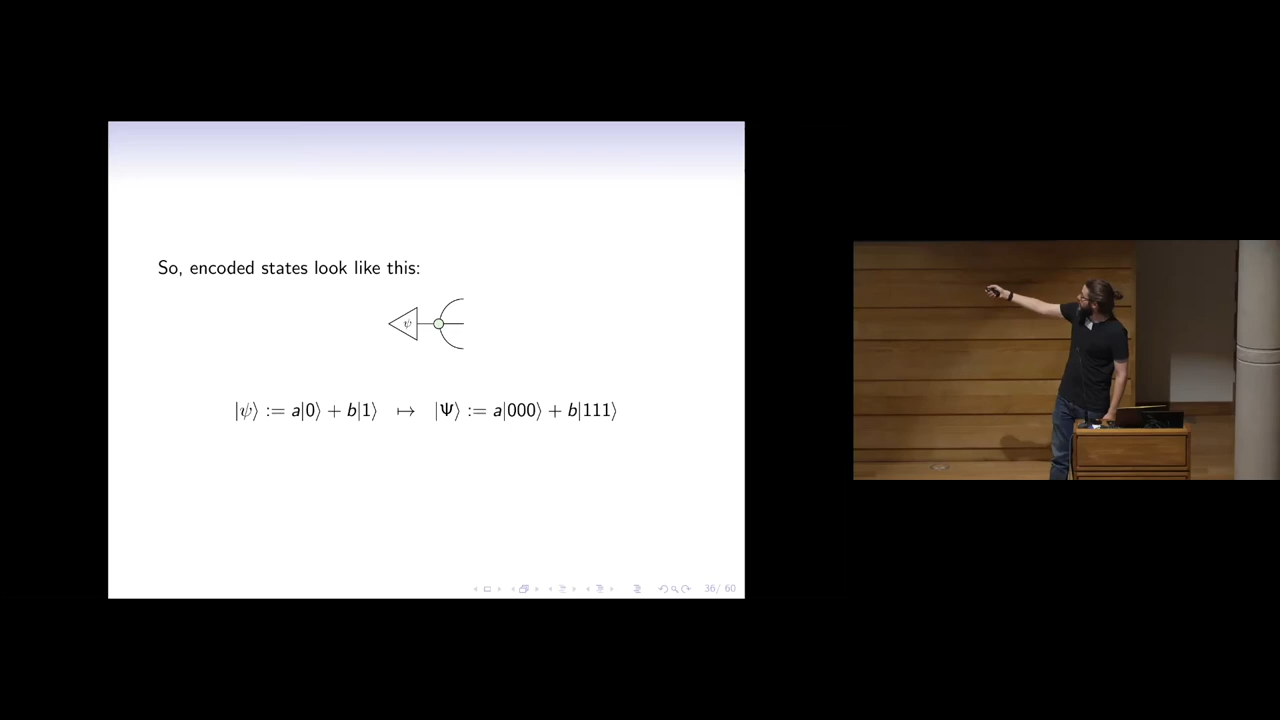 So, encoded states look like this:
ψ
|ψ⟩ := a|0⟩ + b|1⟩ ↦ |Ψ⟩ := a|000⟩ + b|111⟩
36/ 60